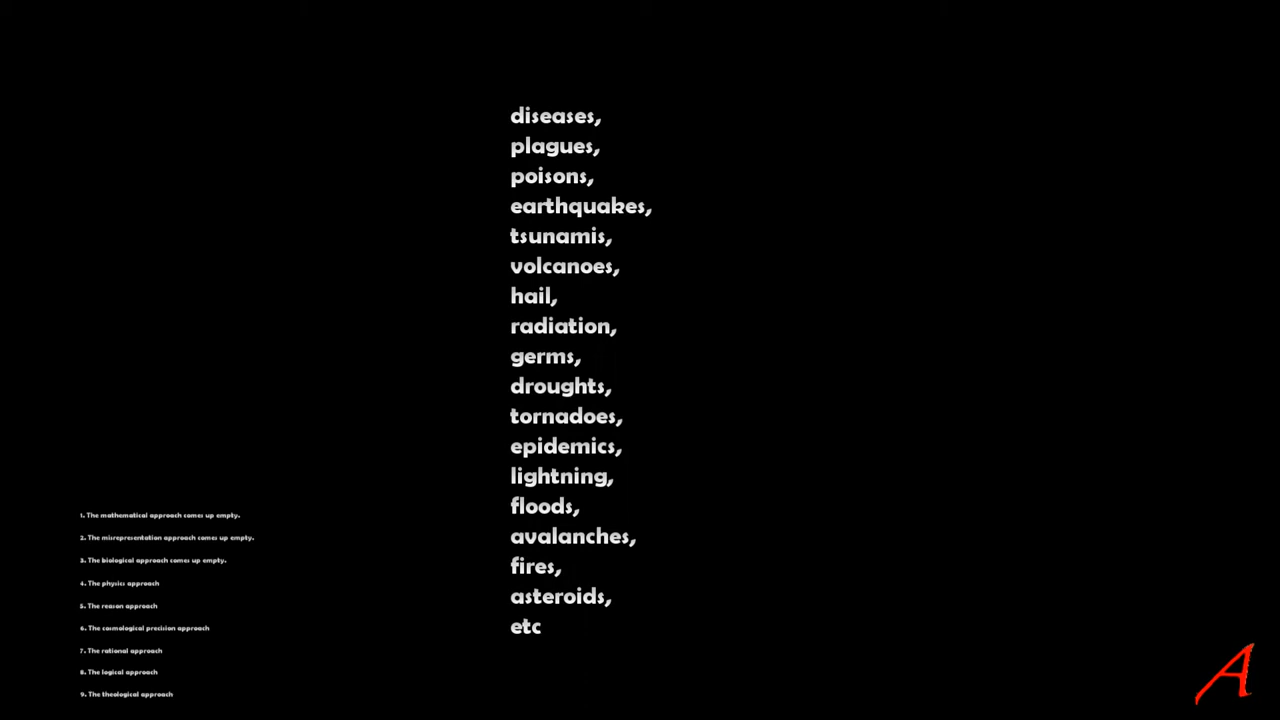 diseases,
plagues,
poisons,
earthquakes,
tsunamis,
volcanoes,
hail,
radiation,
germs,
droughts,
tornadoes,
epidemics,
lightning,
floods,
avalanches,
fires,
asteroids,
etc
1. The mathematical approach comes up empty.
2. The misrepresentation approach comes up empty.
3. The biological approach comes up empty.
4. The physics approach
5. The reason approach
6. The cosmological precision approach
7. The rational approach
8. The logical approach
9. The theological approach
A